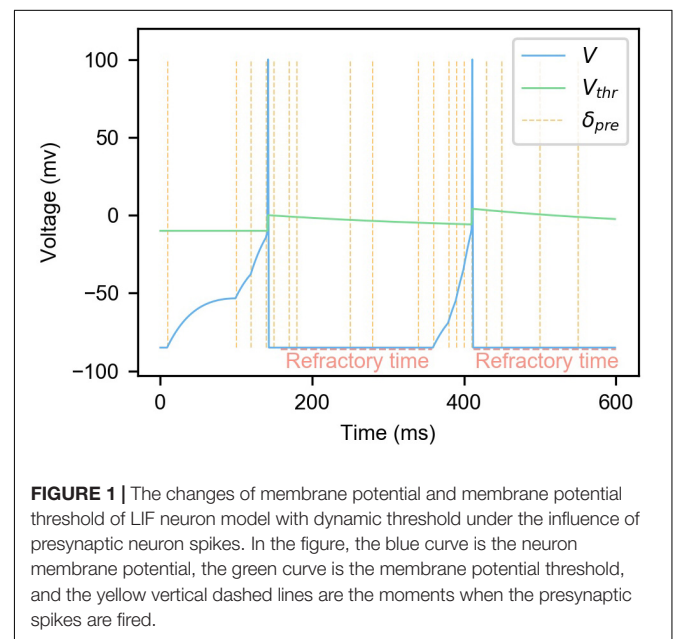 100
50
0
−50
−100
Voltage (mv)
V
V_thr
δ_pre
Refractory time
Refractory time
0
200
400
600
Time (ms)
FIGURE 1 | The changes of membrane potential and membrane potential
threshold of LIF neuron model with dynamic threshold under the influence of
presynaptic neuron spikes. In the figure, the blue curve is the neuron
membrane potential, the green curve is the membrane potential threshold,
and the yellow vertical dashed lines are the moments when the presynaptic
spikes are fired.